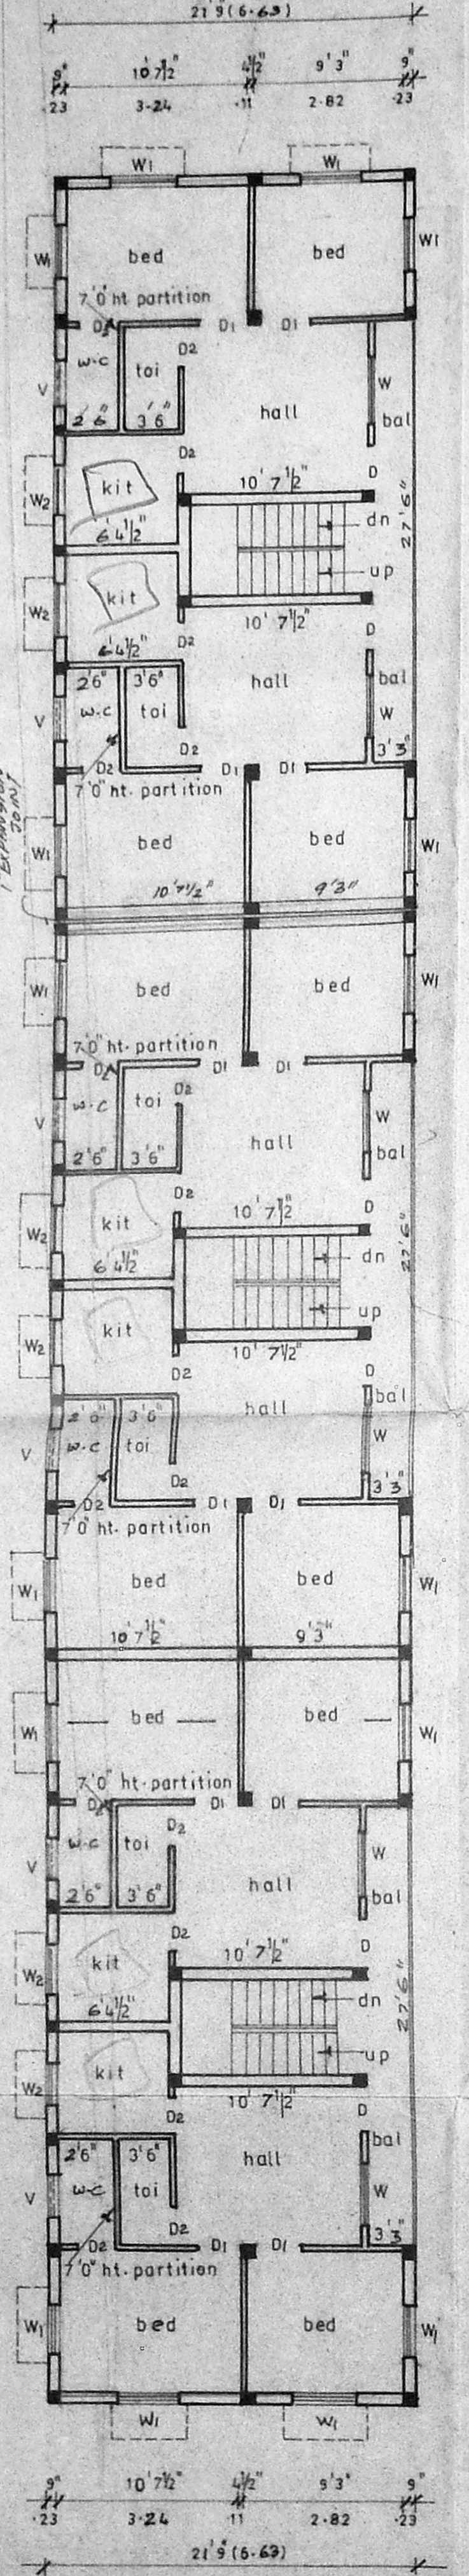 21'9"(6.63)
9" 10'7½" 4½" 9'3" 9"
.23 3.24 .11 2.82 .23
W1 W1
W1 bed bed W1
7'0" ht. partition
D2 D1 D1
w.c toi D2
V hall W
bal
2'6" 3'6"
D2
W2 kit 10'7½" D
27'6"
6'4½" dn
kit up
W2
6'4½" D2 10'7½" D
2'6" 3'6" hall bal
V w.c toi W
D2 3'3"
D2 D1 D1
7'0" ht. partition
1" EXPANSION
JOINT
W1 bed bed W1
10'7½" 9'3"
W1 bed bed W1
7'0" ht. partition
D2 D1 D1
w.c toi D2
V hall W
bal
2'6" 3'6"
D2
W2 kit 10'7½" D
27'6"
6'4½" dn
W2 kit up
10'7½"
D2 D
hall bal
2'6" 3'6"
V w.c toi W
D2 3'3"
D2 D1 D1
7'0" ht. partition
W1 bed bed W1
10'7½" 9'3"
W1 bed bed W1
7'0" ht. partition
D2 D1 D1
w.c toi D2
V hall W
2'6" 3'6" bal
D2
W2 kit 10'7½" D
27'6"
6'4½" dn
W2 kit up
10'7½"
D2 D
2'6" 3'6" hall bal
V w.c toi W
D2 3'3"
D2 D1 D1
7'0" ht. partition
W1 bed bed W1
W1 W1
9" 10'7½" 4½" 9'3" 9"
.23 3.24 .11 2.82 .23
21'9"(6.63)